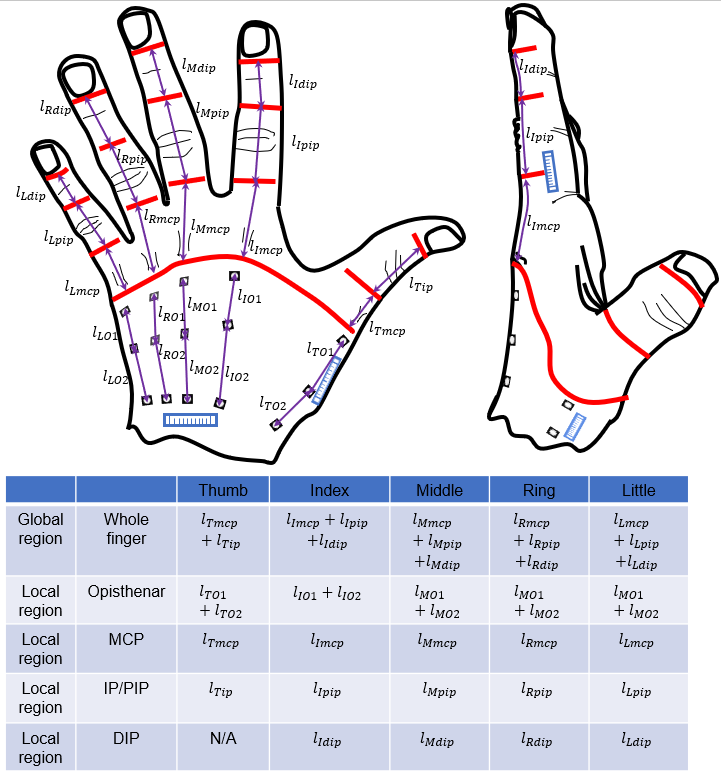 l_Mdip
l_Idip
l_Rdip
l_Mpip
l_Ipip
l_Rpip
l_Ldip
l_Lpip
l_Rmcp
l_Mmcp
l_Imcp
l_Lmcp
l_Tip
l_Tmcp
l_LO1
l_RO1
l_MO1
l_IO1
l_TO1
l_LO2
l_RO2
l_MO2
l_IO2
l_TO2
l_Idip
l_Ipip
l_Imcp
Thumb Index Middle Ring Little
Global region Whole finger l_Tmcp + l_Tip l_Imcp + l_Ipip +l_Idip l_Mmcp + l_Mpip +l_Mdip l_Rmcp + l_Rpip +l_Rdip l_Lmcp + l_Lpip +l_Ldip
Local region Opisthenar l_TO1 + l_TO2 l_IO1 + l_IO2 l_MO1 + l_MO2 l_MO1 + l_MO2 l_MO1 + l_MO2
Local region MCP l_Tmcp l_Imcp l_Mmcp l_Rmcp l_Lmcp
Local region IP/PIP l_Tip l_Ipip l_Mpip l_Rpip l_Lpip
Local region DIP N/A l_Idip l_Mdip l_Rdip l_Ldip